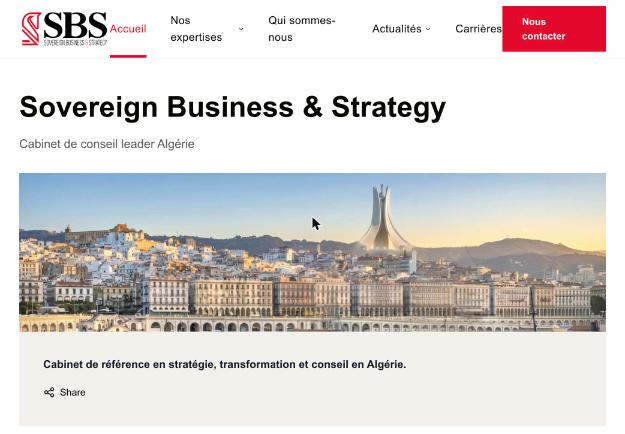 SBS
SOVEREIGN BUSINESS & STRATEGY
Accueil
Nos
expertises
Qui sommes-
nous
Actualités
Carrières
Nous
contacter
Sovereign Business & Strategy
Cabinet de conseil leader Algérie
Cabinet de référence en stratégie, transformation et conseil en Algérie.
Share